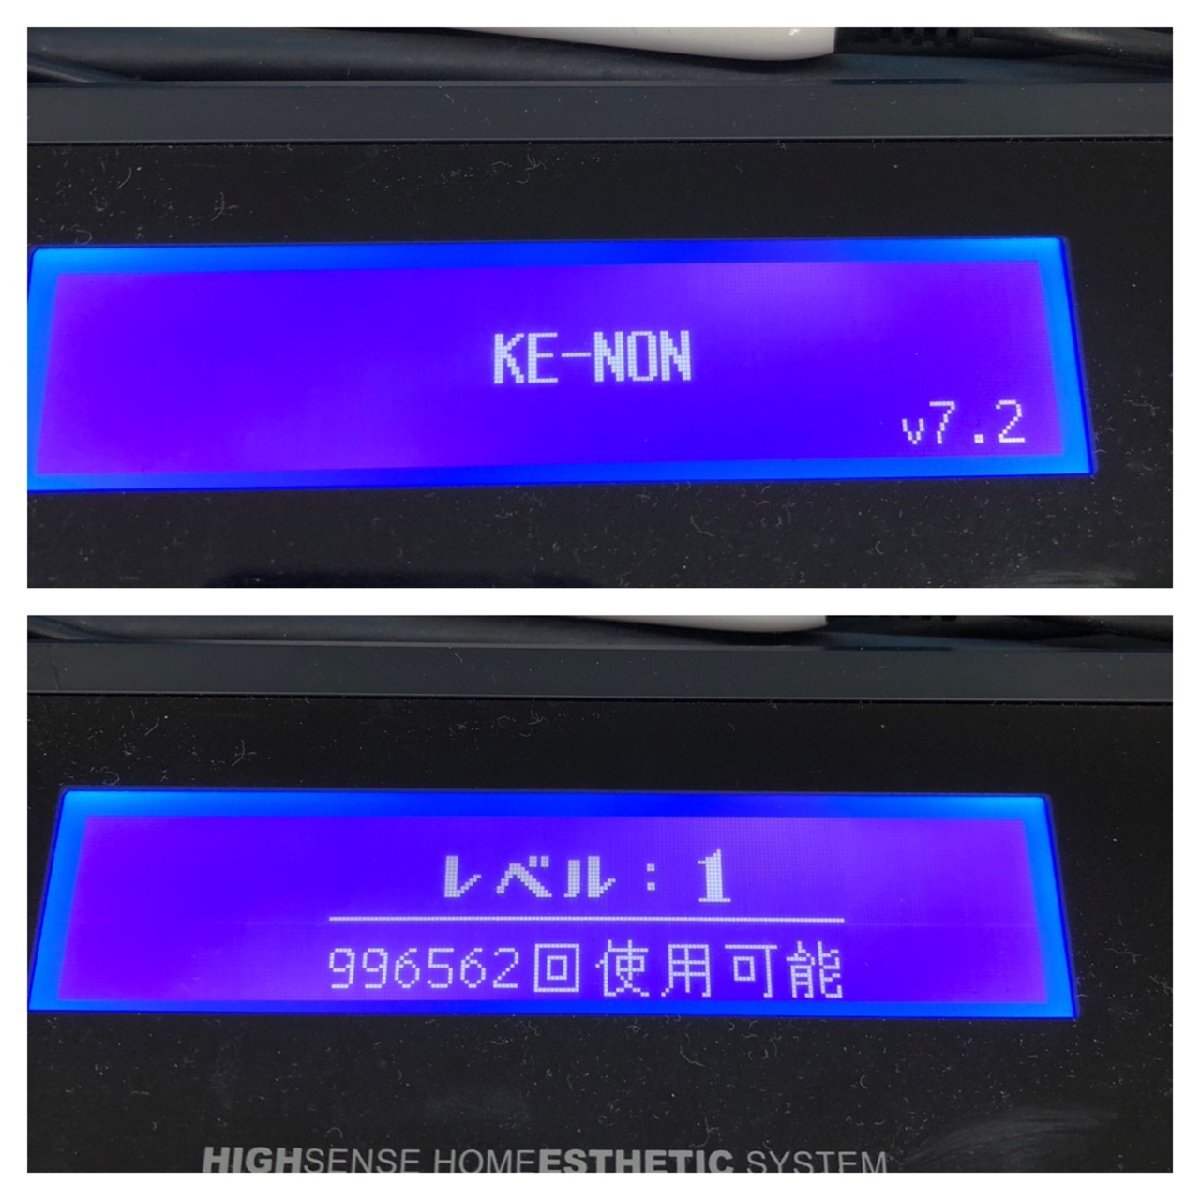 KE-NON
v7.2
レベル：1
996562回使用可能
HIGHSENSE HOMEESTHETIC SYSTEM